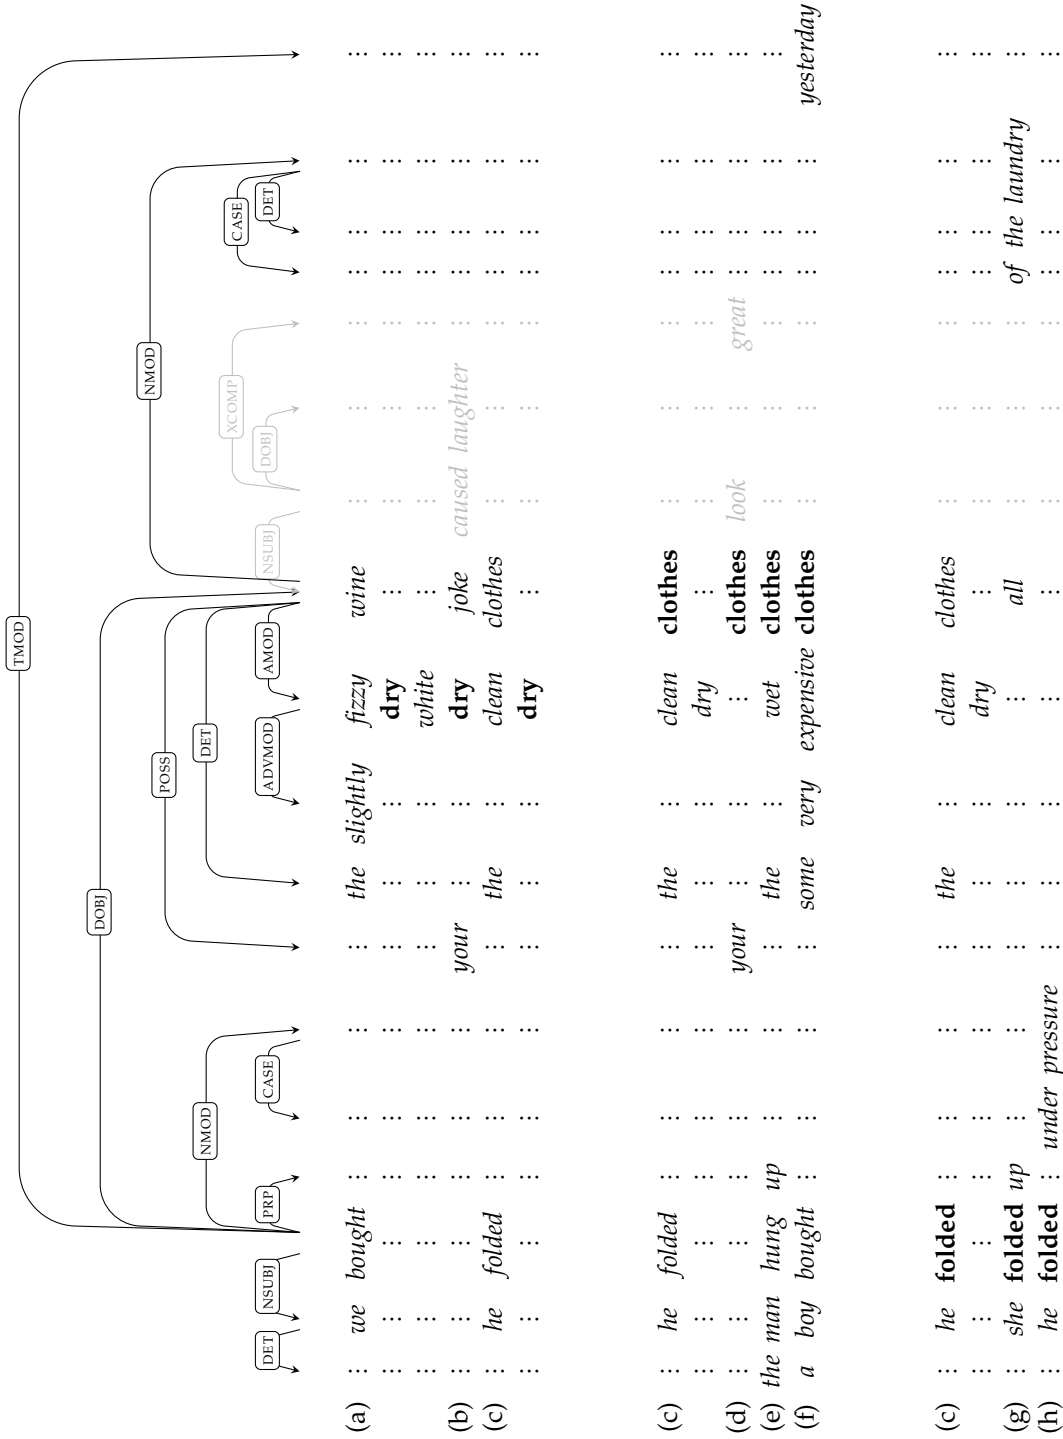 TMOD
DOBJ
NMOD
POSS
NMOD DET
XCOMP CASE
DET NSUBJ PRP CASE ADVMOD AMOD NSUBJ DOBJ DET
(a) ⋮ we bought ⋮ ⋮ ⋮ ⋮ the slightly fizzy wine ⋮ ⋮ ⋮ ⋮ ⋮ ⋮ ⋮
⋮ ⋮ ⋮ ⋮ ⋮ ⋮ ⋮ ⋮ ⋮ dry ⋮ ⋮ ⋮ ⋮ ⋮ ⋮ ⋮ ⋮
⋮ ⋮ ⋮ ⋮ ⋮ ⋮ ⋮ ⋮ ⋮ white ⋮ ⋮ ⋮ ⋮ ⋮ ⋮ ⋮ ⋮
(b) ⋮ ⋮ ⋮ ⋮ ⋮ ⋮ your ⋮ ⋮ dry joke caused laughter ⋮ ⋮ ⋮ ⋮ ⋮
(c) ⋮ he folded ⋮ ⋮ ⋮ ⋮ the ⋮ clean clothes ⋮ ⋮ ⋮ ⋮ ⋮ ⋮ ⋮
⋮ ⋮ ⋮ ⋮ ⋮ ⋮ ⋮ ⋮ ⋮ dry ⋮ ⋮ ⋮ ⋮ ⋮ ⋮ ⋮ ⋮
(c) ⋮ he folded ⋮ ⋮ ⋮ ⋮ the ⋮ clean clothes ⋮ ⋮ ⋮ ⋮ ⋮ ⋮ ⋮
⋮ ⋮ ⋮ ⋮ ⋮ ⋮ ⋮ ⋮ ⋮ dry ⋮ ⋮ ⋮ ⋮ ⋮ ⋮ ⋮ ⋮
(d) ⋮ ⋮ ⋮ ⋮ ⋮ ⋮ your ⋮ ⋮ ⋮ clothes look ⋮ great ⋮ ⋮ ⋮ ⋮
(e) the man hung up ⋮ ⋮ ⋮ the ⋮ wet clothes ⋮ ⋮ ⋮ ⋮ ⋮ ⋮ ⋮
(f) a boy bought ⋮ ⋮ ⋮ ⋮ some very expensive clothes ⋮ ⋮ ⋮ ⋮ ⋮ ⋮ yesterday
(c) ⋮ he folded ⋮ ⋮ ⋮ ⋮ the ⋮ clean clothes ⋮ ⋮ ⋮ ⋮ ⋮ ⋮ ⋮
⋮ ⋮ ⋮ ⋮ ⋮ ⋮ ⋮ ⋮ ⋮ dry ⋮ ⋮ ⋮ ⋮ ⋮ ⋮ ⋮ ⋮
(g) ⋮ she folded up ⋮ ⋮ ⋮ ⋮ ⋮ ⋮ all ⋮ ⋮ ⋮ of the laundry ⋮
(h) ⋮ he folded ⋮ under pressure ⋮ ⋮ ⋮ ⋮ ⋮ ⋮ ⋮ ⋮ ⋮ ⋮ ⋮ ⋮